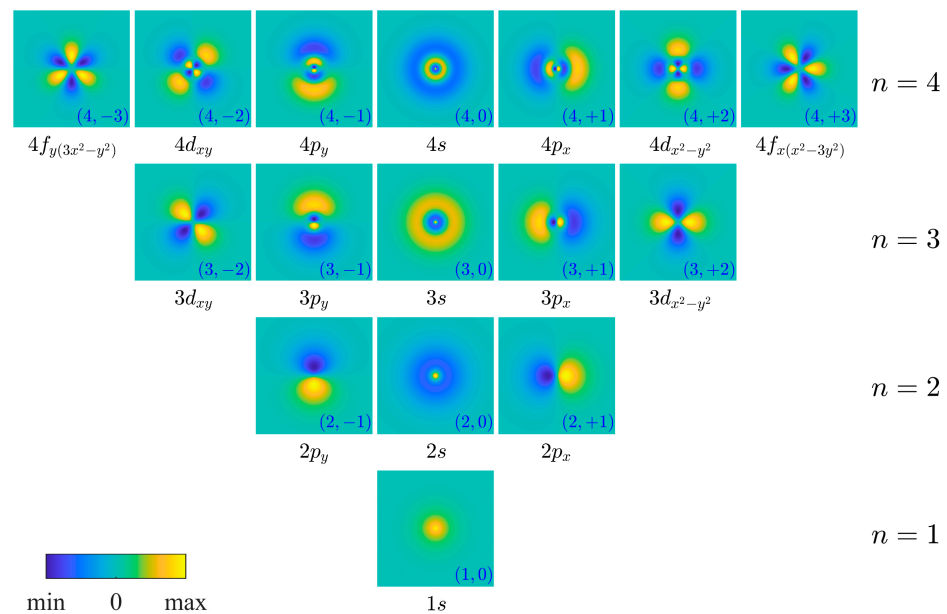 (4,−3) (4,−2) (4,−1) (4,0) (4,+1) (4,+2) (4,+3) n = 4
4f_{y(3x²−y²)} 4d_{xy} 4p_y 4s 4p_x 4d_{x²−y²} 4f_{x(x²−3y²)}
(3,−2) (3,−1) (3,0) (3,+1) (3,+2) n = 3
3d_{xy} 3p_y 3s 3p_x 3d_{x²−y²}
(2,−1) (2,0) (2,+1) n = 2
2p_y 2s 2p_x
(1,0) n = 1
min 0 max 1s